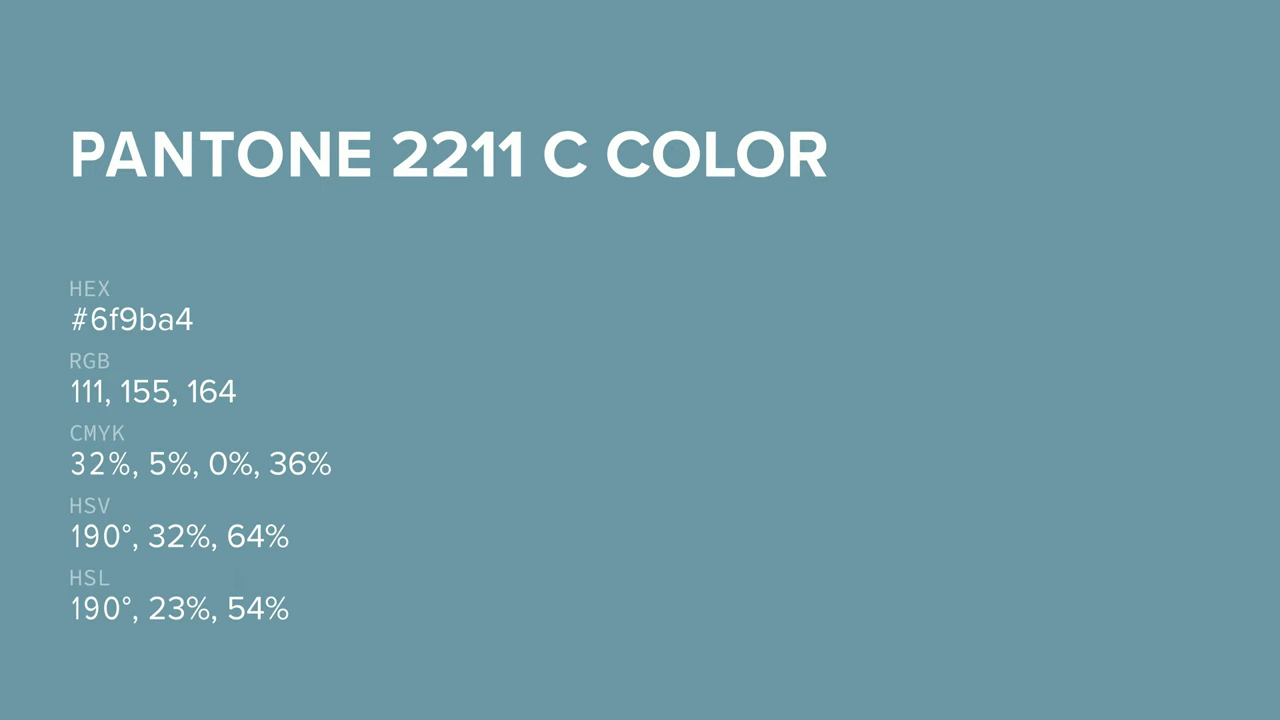 PANTONE 2211 C COLOR
HEX
#6f9ba4
RGB
111, 155, 164
CMYK
32%, 5%, 0%, 36%
HSV
190°, 32%, 64%
HSL
190°, 23%, 54%